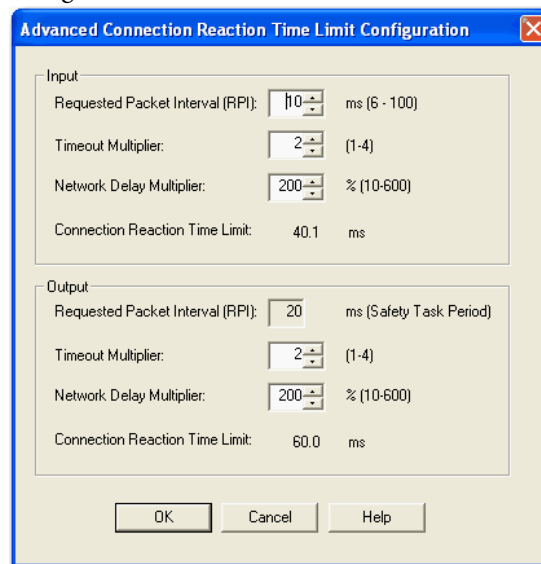 Advanced Connection Reaction Time Limit Configuration
Input
Requested Packet Interval (RPI): 10 ms (6 - 100)
Timeout Multiplier: 2 (1-4)
Network Delay Multiplier: 200 % (10-600)
Connection Reaction Time Limit: 40.1 ms
Output
Requested Packet Interval (RPI): 20 ms (Safety Task Period)
Timeout Multiplier: 2 (1-4)
Network Delay Multiplier: 200 % (10-600)
Connection Reaction Time Limit: 60.0 ms
OK Cancel Help